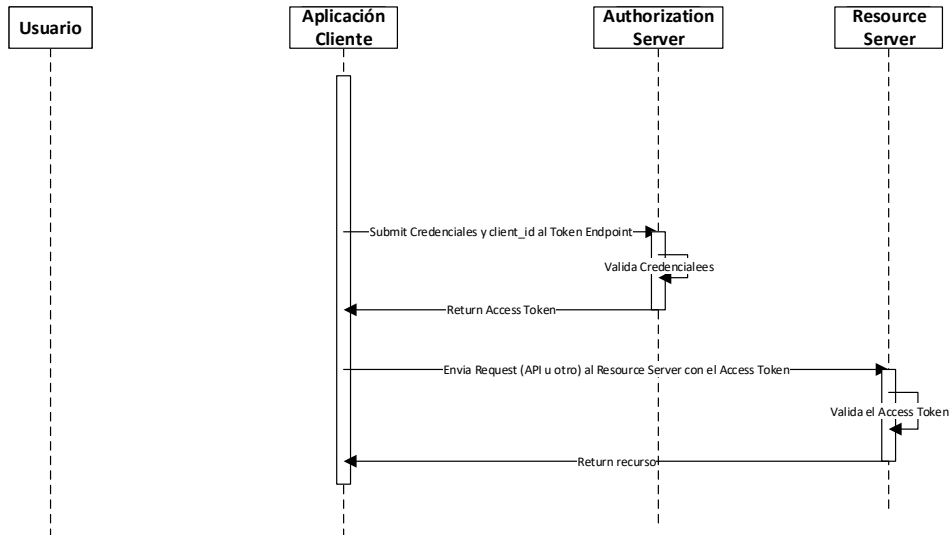 Usuario
Aplicación
Cliente
Authorization
Server
Resource
Server
Submit Credenciales y client_id al Token Endpoint
Valida Credencialees
Return Access Token
Envia Request (API u otro) al Resource Server con el Access Token
Valida el Access Token
Return recurso